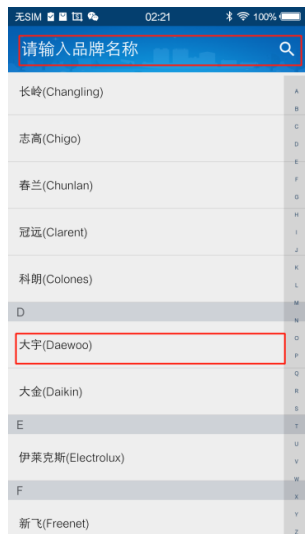 无SIM 02:21 100%
请输入品牌名称
长岭(Changling)
志高(Chigo)
春兰(Chunlan)
冠远(Clarent)
科朗(Colones)
D
大宇(Daewoo)
大金(Daikin)
E
伊莱克斯(Electrolux)
F
新飞(Freenet)
A
B
C
D
E
F
G
H
I
J
K
L
M
N
O
P
Q
R
S
T
U
V
W
X
Y
Z